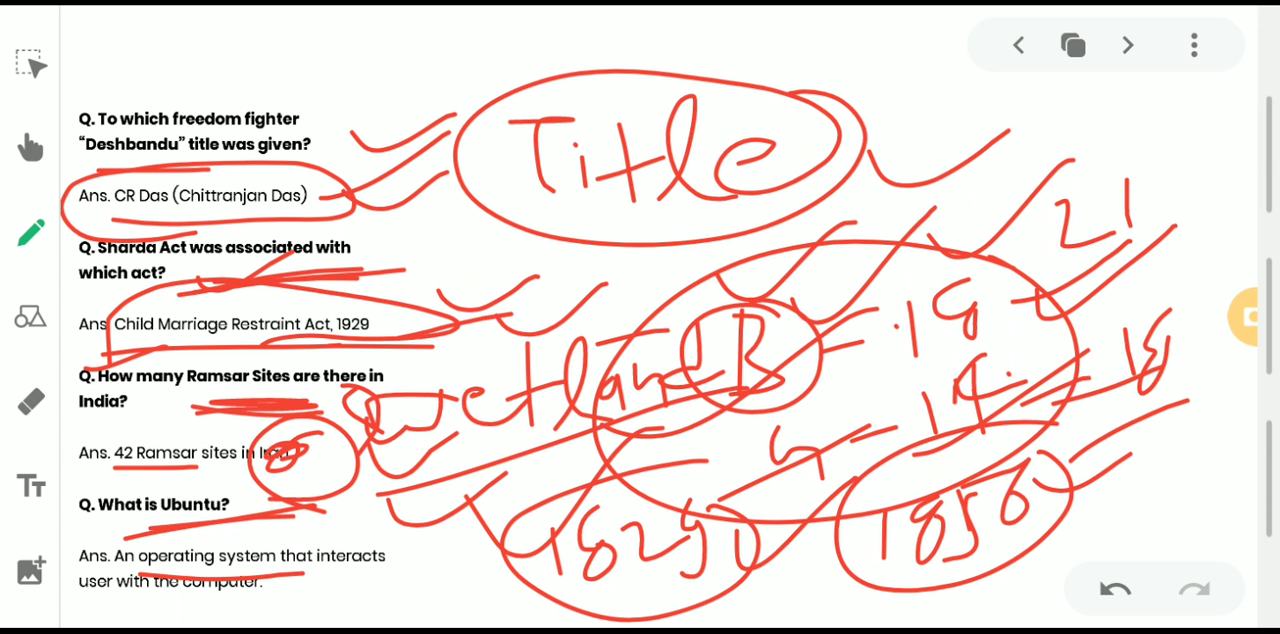 Q. To which freedom fighter
“Deshbandu” title was given?
Title
Ans. CR Das (Chittranjan Das)
Q. Sharda Act was associated with
which act?
21
Ans Child Marriage Restraint Act, 1929
B = 19
18
Q. How many Ramsar Sites are there in
India?
wetland
14
Ans. 42 Ramsar sites in
Q. What is Ubuntu?
1856
Ans. An operating system that interacts
user with the computer.